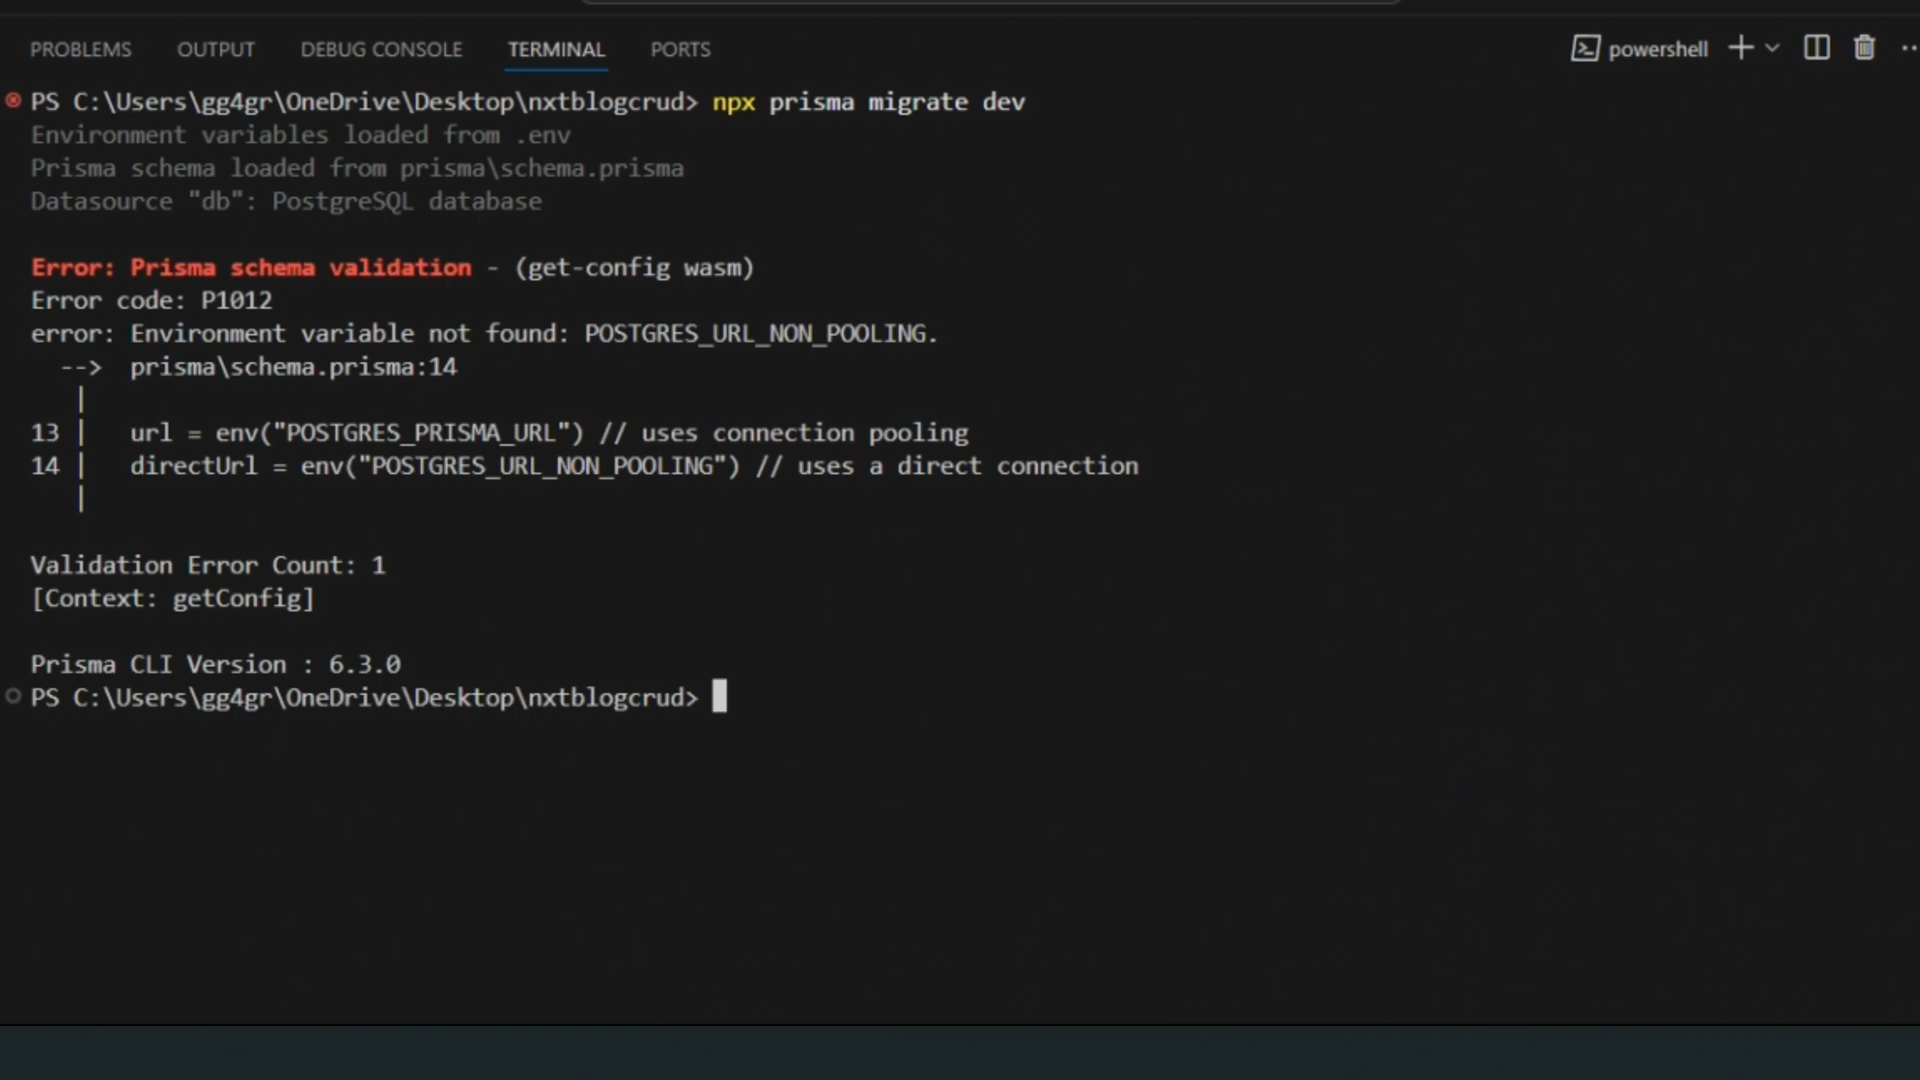 PROBLEMS OUTPUT DEBUG CONSOLE TERMINAL PORTS powershell
PS C:\Users\gg4gr\OneDrive\Desktop\nxtblogcrud> npx prisma migrate dev
Environment variables loaded from .env
Prisma schema loaded from prisma\schema.prisma
Datasource "db": PostgreSQL database
Error: Prisma schema validation - (get-config wasm)
Error code: P1012
error: Environment variable not found: POSTGRES_URL_NON_POOLING.
--> prisma\schema.prisma:14
|
13 | url = env("POSTGRES_PRISMA_URL") // uses connection pooling
14 | directUrl = env("POSTGRES_URL_NON_POOLING") // uses a direct connection
|
Validation Error Count: 1
[Context: getConfig]
Prisma CLI Version : 6.3.0
PS C:\Users\gg4gr\OneDrive\Desktop\nxtblogcrud>